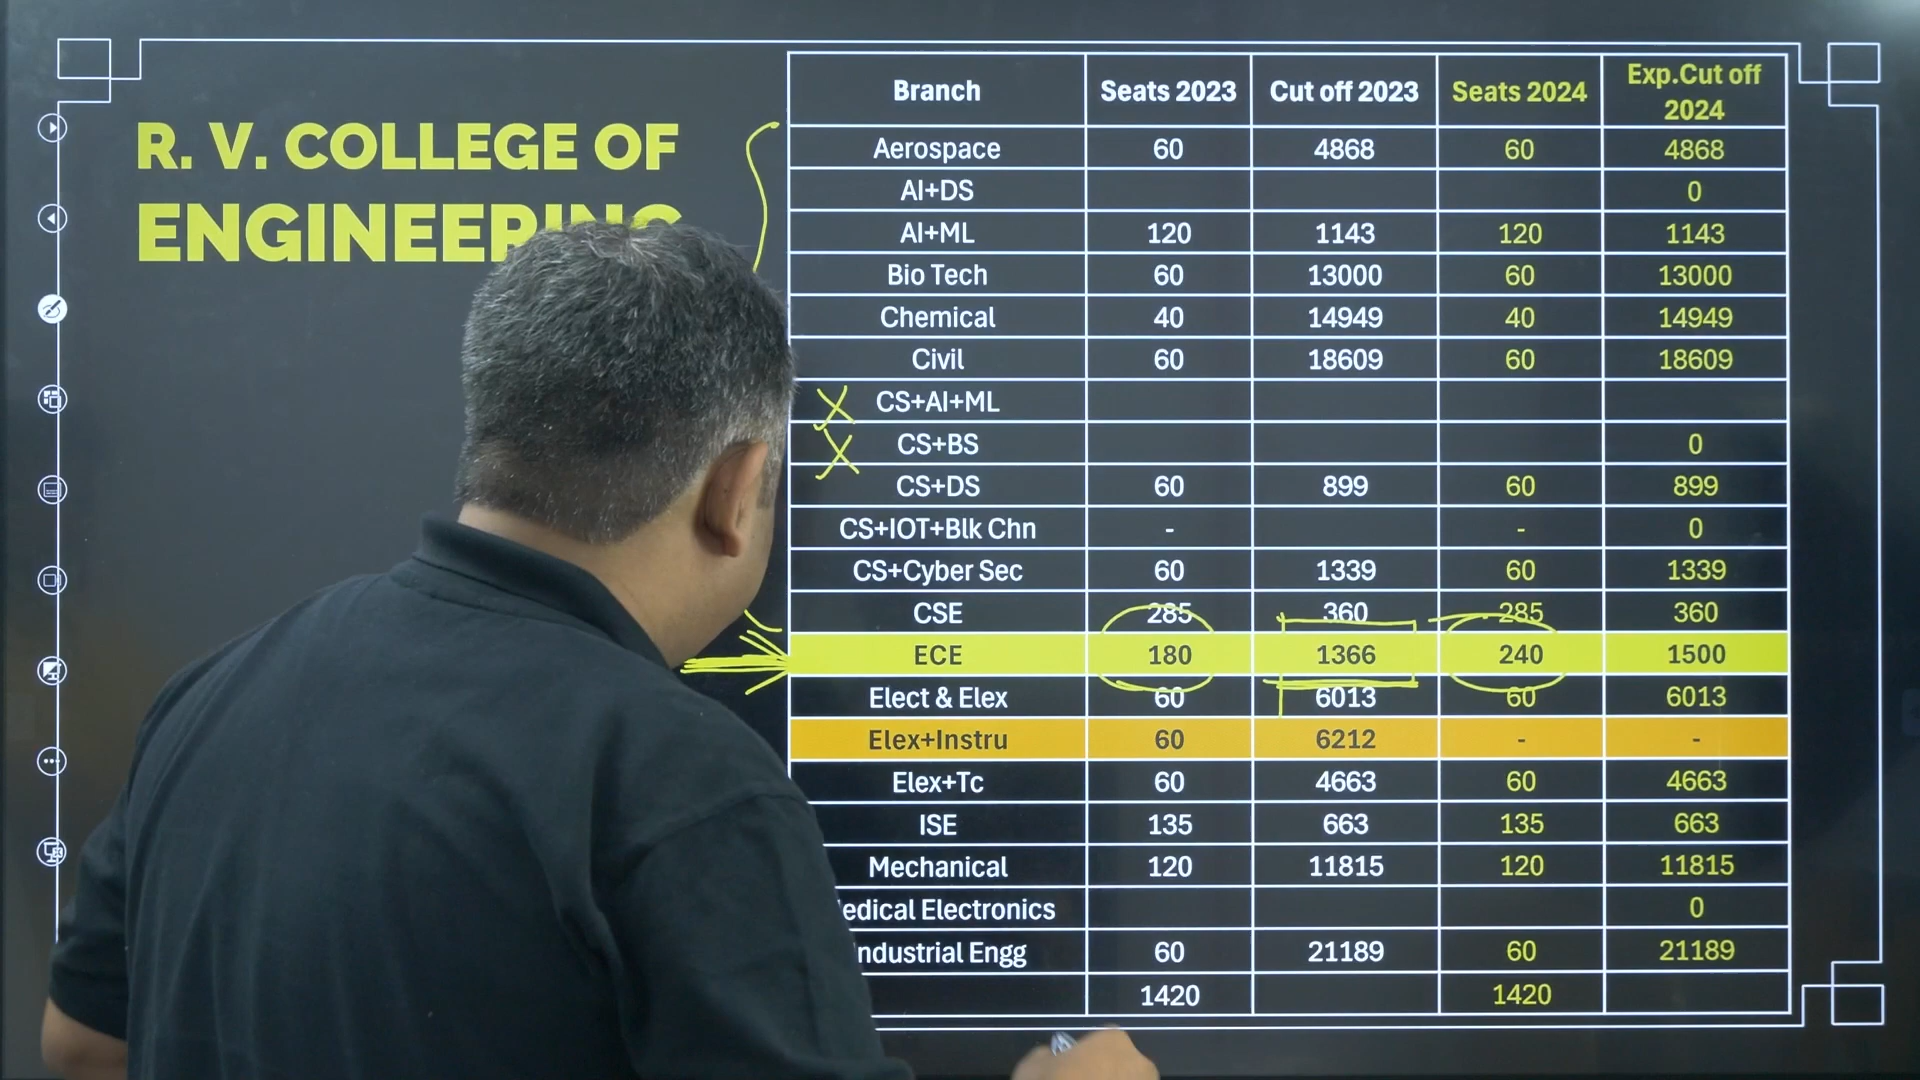 R. V. COLLEGE OF
ENGINEERING
Branch Seats 2023 Cut off 2023 Seats 2024 Exp.Cut off 2024
Aerospace 60 4868 60 4868
AI+DS 0
AI+ML 120 1143 120 1143
Bio Tech 60 13000 60 13000
Chemical 40 14949 40 14949
Civil 60 18609 60 18609
CS+AI+ML
CS+BS 0
CS+DS 60 899 60 899
CS+IOT+Blk Chn - - 0
CS+Cyber Sec 60 1339 60 1339
CSE 285 360 285 360
ECE 180 1366 240 1500
Elect & Elex 60 6013 60 6013
Elex+Instru 60 6212 - -
Elex+Tc 60 4663 60 4663
ISE 135 663 135 663
Mechanical 120 11815 120 11815
edical Electronics 0
ndustrial Engg 60 21189 60 21189
1420 1420